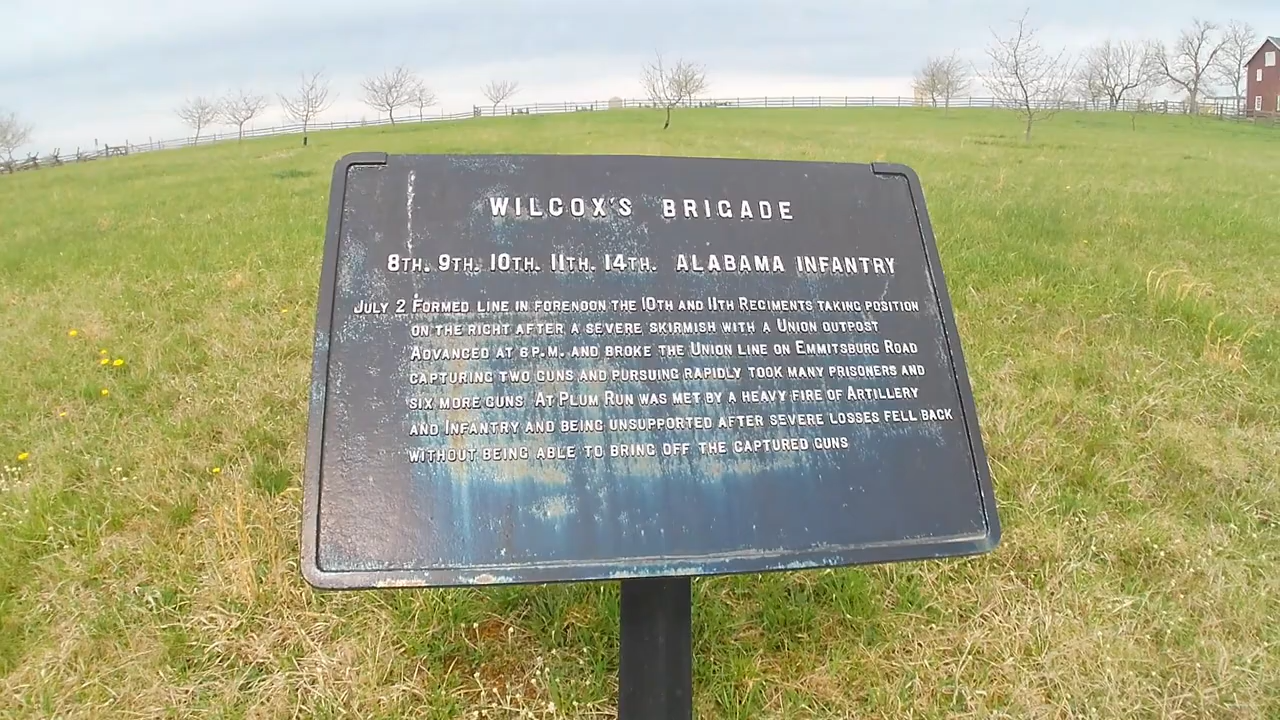 WILCOX'S BRIGADE
8TH. 9TH. 10TH. 11TH. 14TH. ALABAMA INFANTRY
JULY 2 FORMED LINE IN FORENOON THE 10TH AND 11TH REGIMENTS TAKING POSITION
ON THE RIGHT AFTER A SEVERE SKIRMISH WITH A UNION OUTPOST
ADVANCED AT 6 P.M. AND BROKE THE UNION LINE ON EMMITSBURG ROAD
CAPTURING TWO GUNS AND PURSUING RAPIDLY TOOK MANY PRISONERS AND
SIX MORE GUNS AT PLUM RUN WAS MET BY A HEAVY FIRE OF ARTILLERY
AND INFANTRY AND BEING UNSUPPORTED AFTER SEVERE LOSSES FELL BACK
WITHOUT BEING ABLE TO BRING OFF THE CAPTURED GUNS